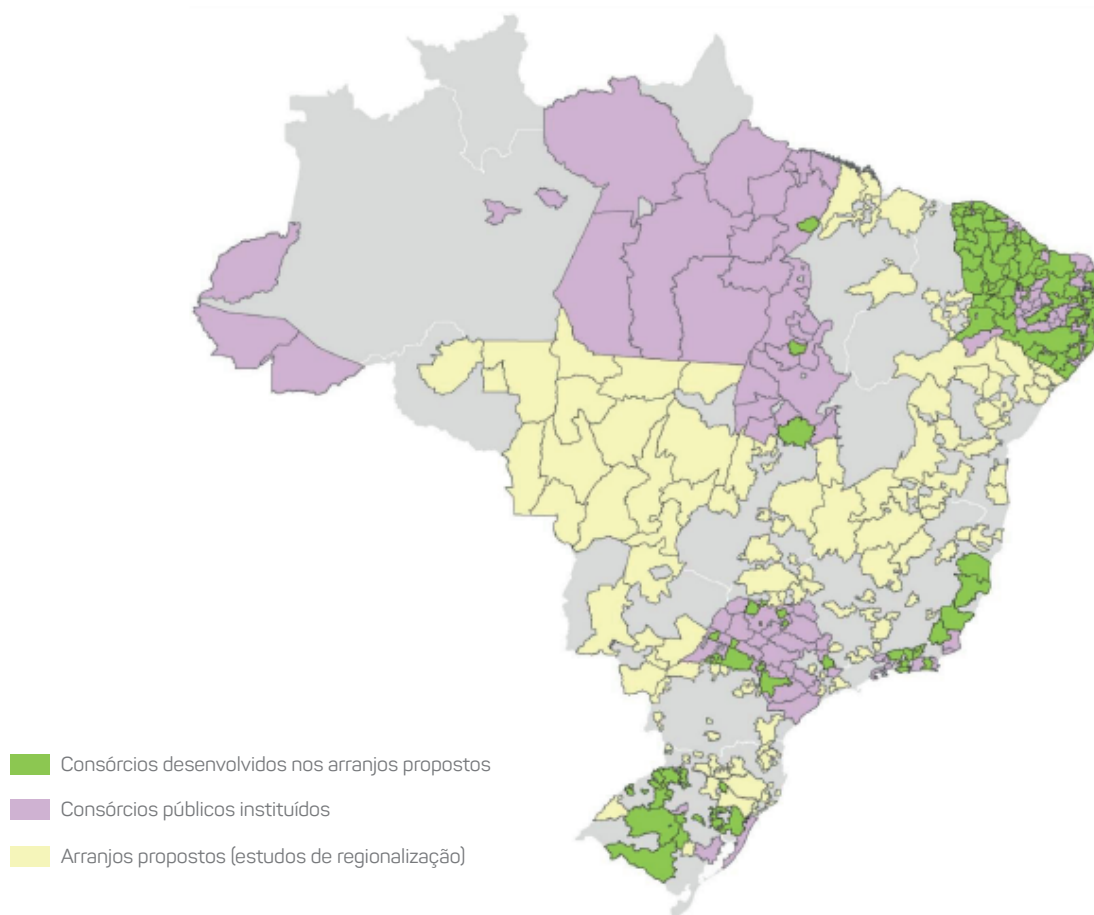 Consórcios desenvolvidos nos arranjos propostos
Consórcios públicos instituídos
Arranjos propostos (estudos de regionalização)